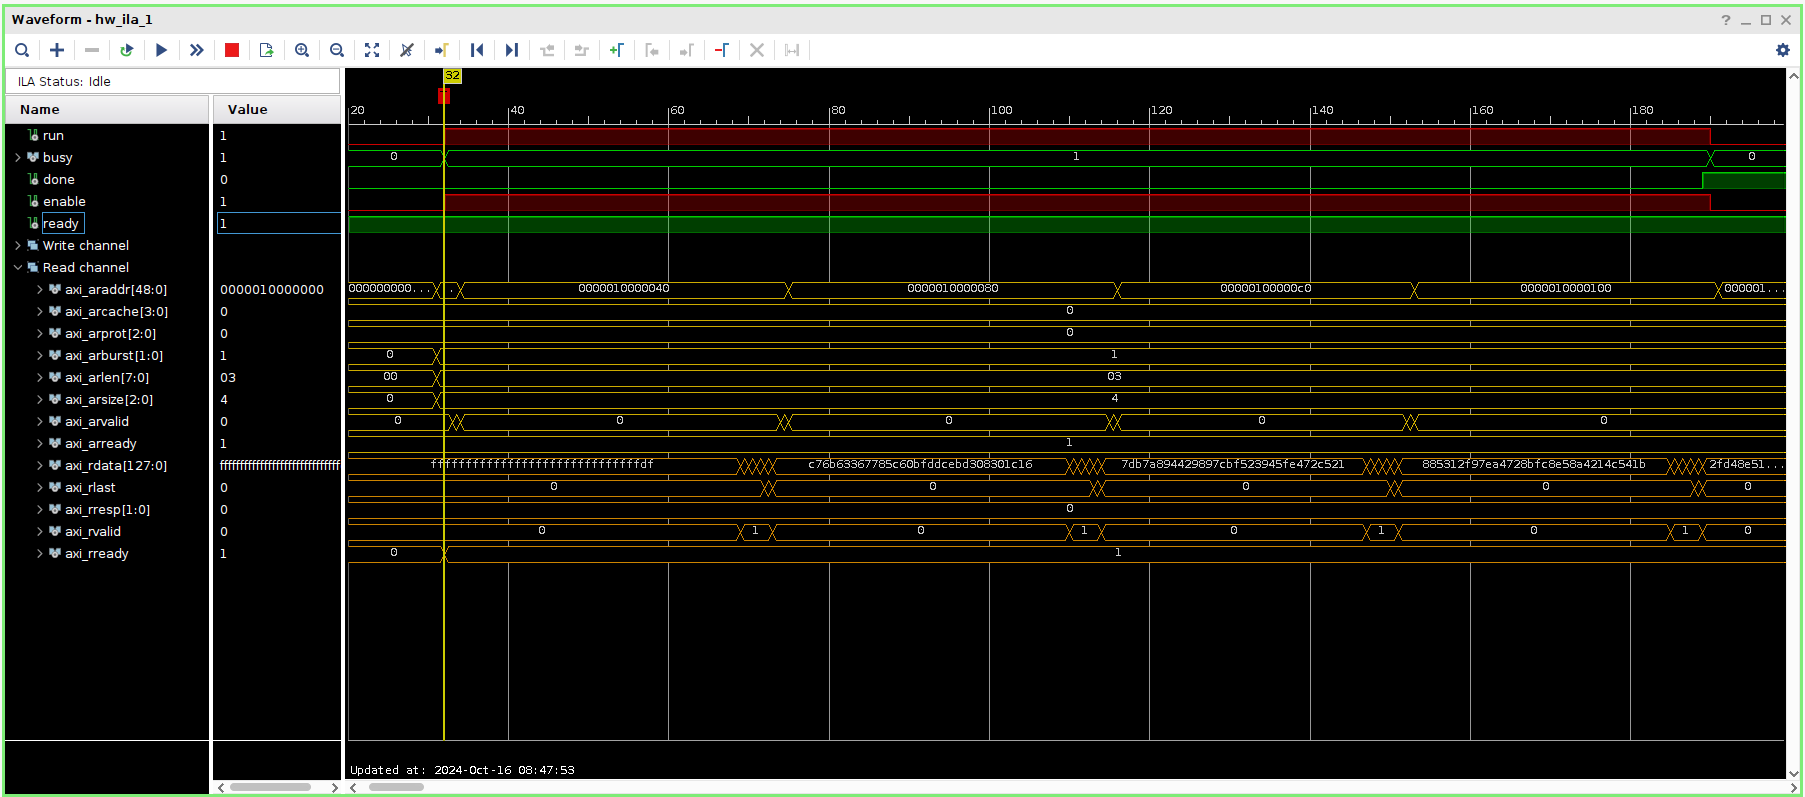 Waveform - hw_ila_1
ILA Status: Idle
32
Name Value
20 40 60 80 100 120 140 160 180
run 1
busy 1 0 1 0
done 0
enable 1
ready 1
Write channel
Read channel
axi_araddr[48:0] 0000010000000 000000000... . 0000010000040 0000010000080 00000100000c0 0000010000100 000001...
axi_arcache[3:0] 0 0
axi_arprot[2:0] 0 0
axi_arburst[1:0] 1 0 1
axi_arlen[7:0] 03 00 03
axi_arsize[2:0] 4 0 4
axi_arvalid 0 0 0 0 0 0
axi_arready 1 1
axi_rdata[127:0] c76b63367785c60bfddcebd308301c16 7db7a894429897cbf523945fe472c521 885312f97ea4728bfc8e58a4214c541b 2fd48e51...
axi_rlast 0 0 0 0 0 0
axi_rresp[1:0] 0 0
axi_rvalid 0 0 1 0 1 0 1 0 1 0
axi_rready 1 0 1
Updated at: 2024-Oct-16 08:47:53